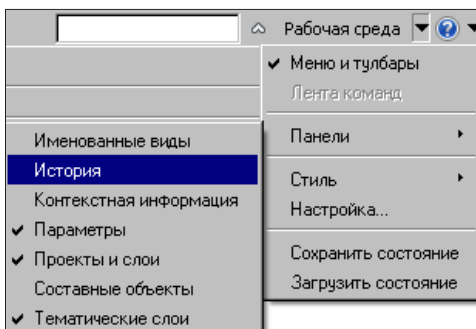 Рабочая среда
Меню и тулбары
Лента команд
Панели
Стиль
Настройка...
Сохранить состояние
Загрузить состояние
Именованные виды
История
Контекстная информация
Параметры
Проекты и слои
Составные объекты
Тематические слои